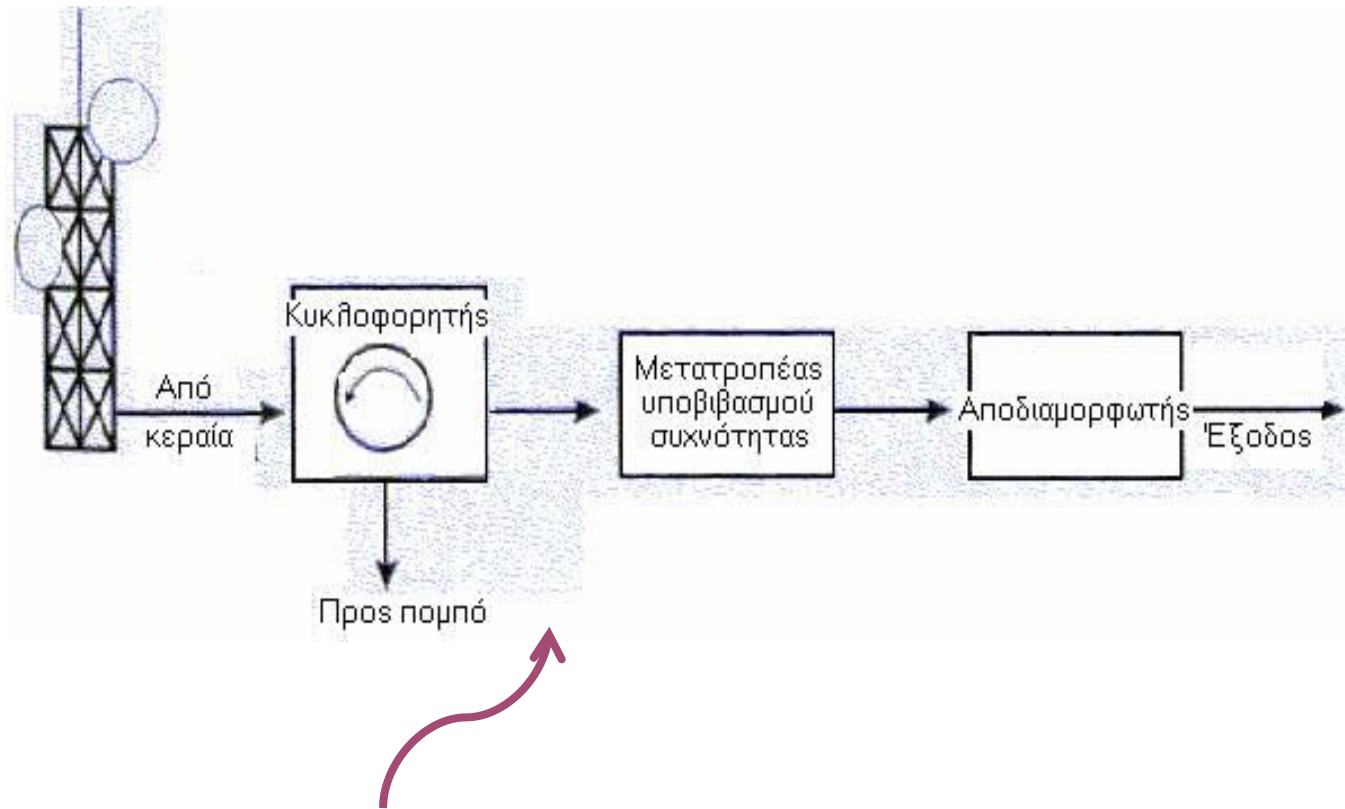 Κυκλοφορητής
Από
κεραία
Μετατροπέας
υποβιβασμού
συχνότητας
Αποδιαμορφωτής
Έξοδος
Προς πομπό